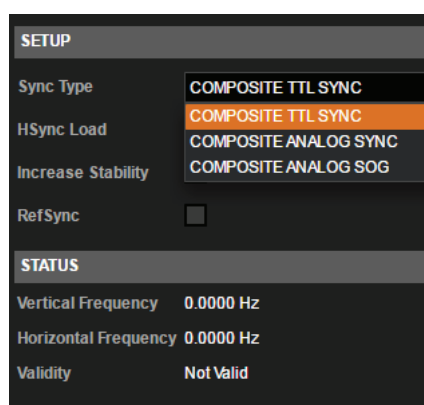 SETUP
Sync Type COMPOSITE TTL SYNC
COMPOSITE TTL SYNC
HSync Load
COMPOSITE ANALOG SYNC
Increase Stability COMPOSITE ANALOG SOG
RefSync
STATUS
Vertical Frequency 0.0000 Hz
Horizontal Frequency 0.0000 Hz
Validity Not Valid